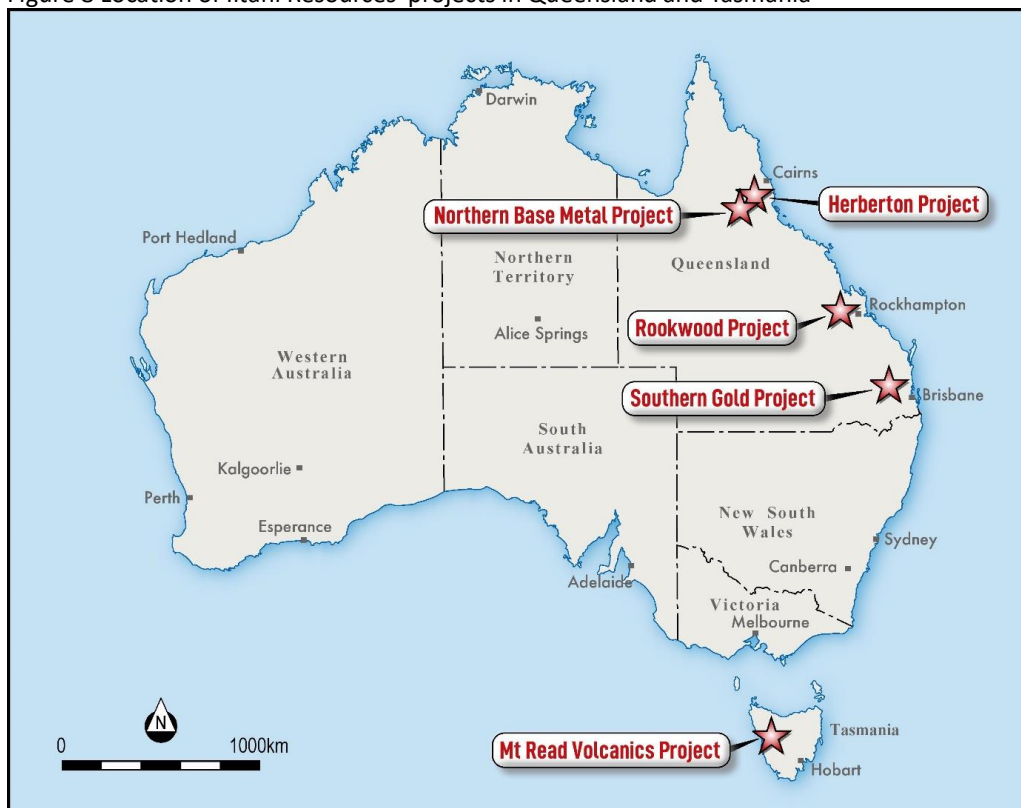 Figure Location of Iltani Resources' projects in Queensland and Tasmania
Darwin
Cairns
Herberton Project
Northern Base Metal Project
Port Hedland
Northern
Territory
Queensland
Rockhampton
Rookwood Project
Alice Springs
Western
Australia
Southern Gold Project
Brisbane
South
Australia
Kalgoorlie
Perth
Esperance
New South
Wales
Sydney
Canberra
Adelaide
Victoria
Melbourne
N
0
1000km
Tasmania
Mt Read Volcanics Project
Hobart